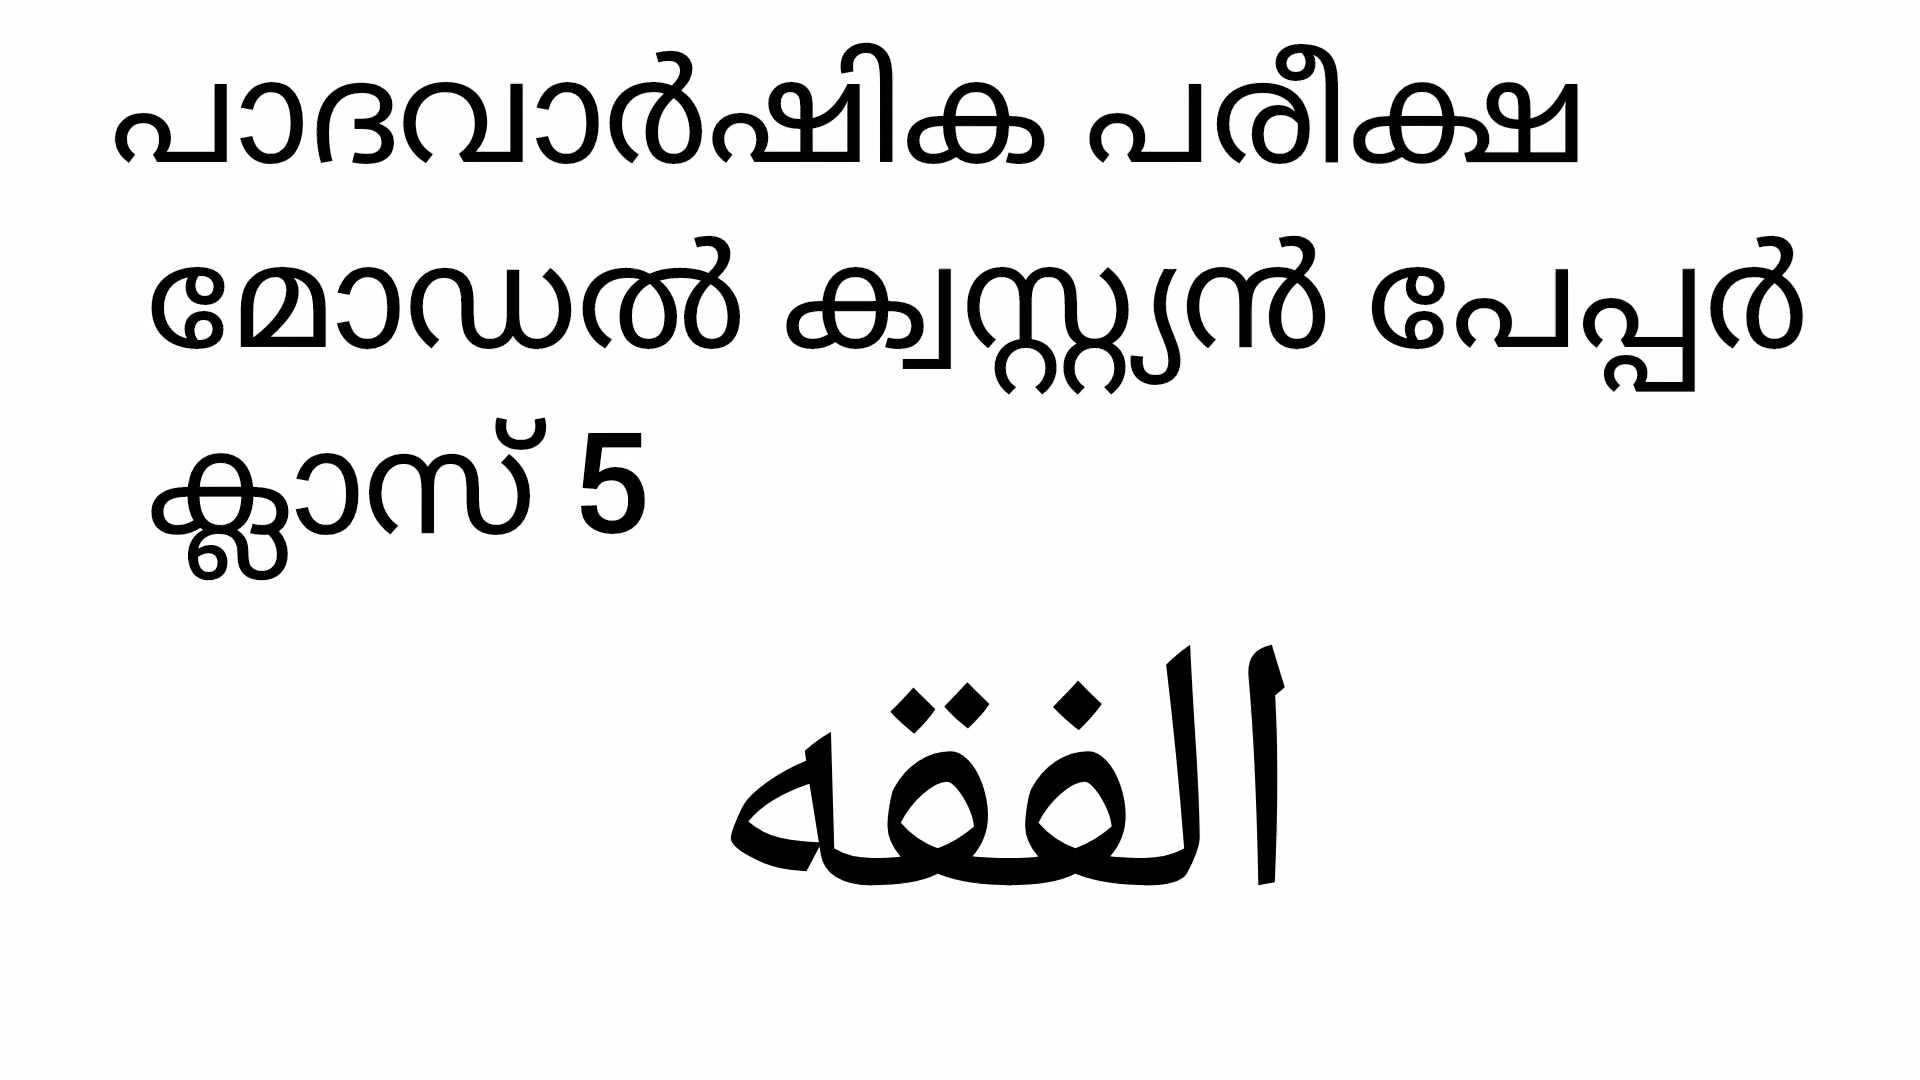 പാദവാർഷിക പരീക്ഷ
മോഡൽ ക്വസ്റ്റ്യൻ പേപ്പർ
ക്ലാസ് 5
الفقه